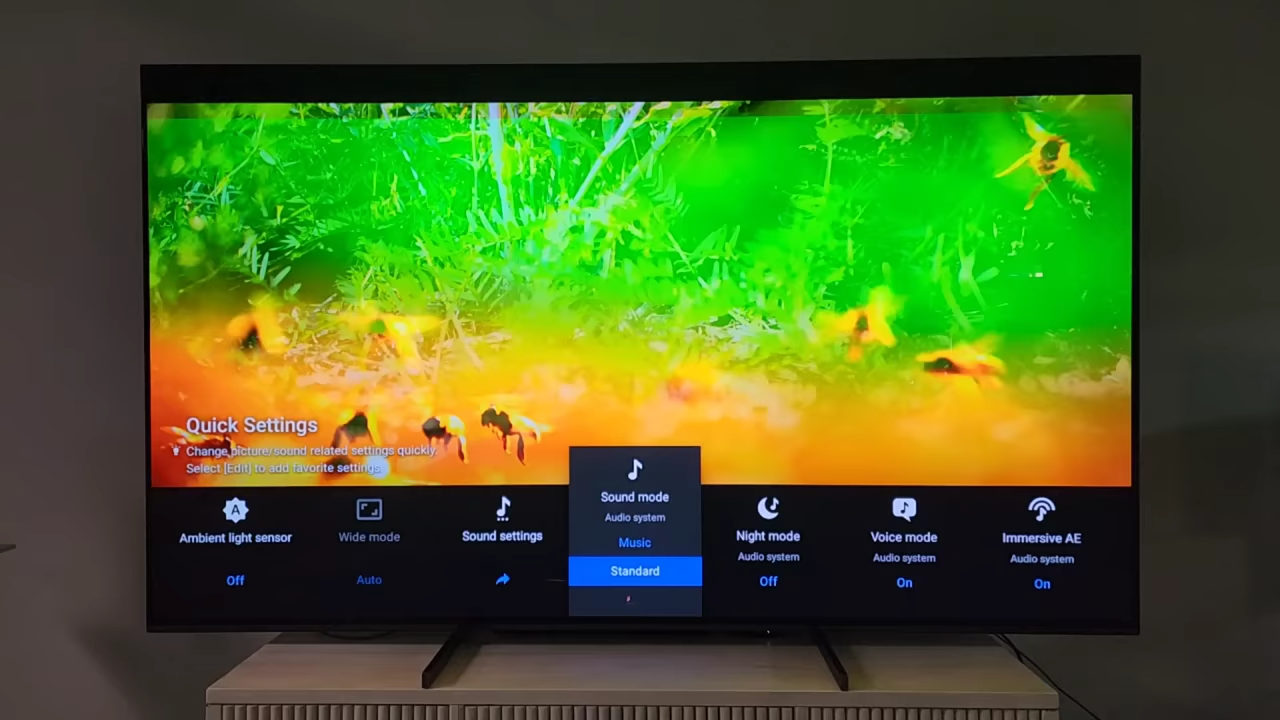 Quick Settings
Change picture/sound related settings quickly.
Select [Edit] to add favorite settings.
A
Ambient light sensor
Off
Wide mode
Auto
Sound settings
Sound mode
Audio system
Music
Standard
Night mode
Audio system
Off
Voice mode
Audio system
On
Immersive AE
Audio system
On